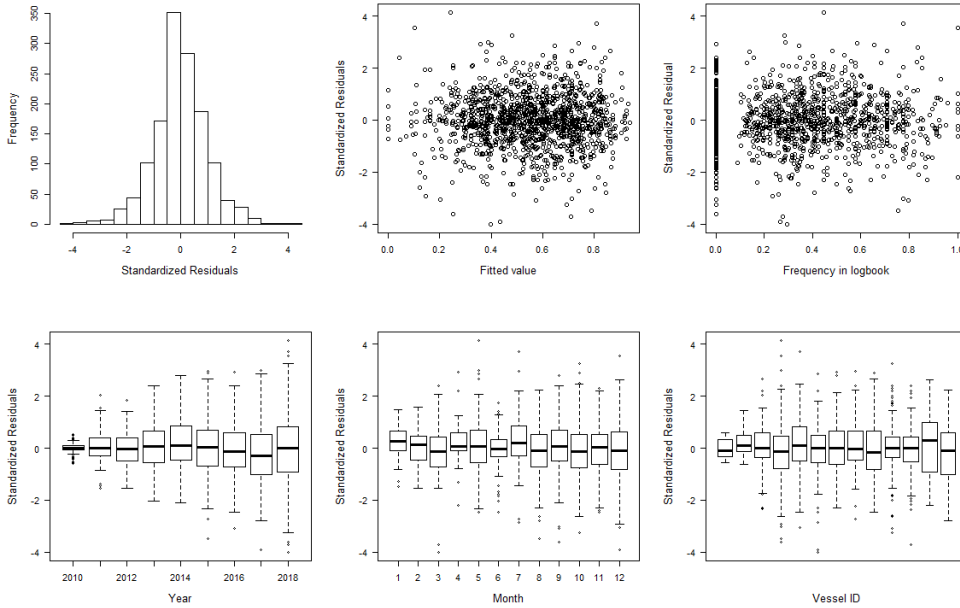 Frequency
350
300
250
200
150
100
50
0
-4 -2 0 2 4
Standardized Residuals
Standardized Residuals
4
2
0
-2
-4
0.0 0.2 0.4 0.6 0.8
Fitted value
Standardized Residual
4
2
0
-2
-4
0.0 0.2 0.4 0.6 0.8 1.0
Frequency in logbook
Standardized Residuals
4
2
0
-2
-4
2010 2012 2014 2016 2018
Year
Standardized Residuals
4
2
0
-2
-4
1 2 3 4 5 6 7 8 9 10 11 12
Month
Standardized Residuals
4
2
0
-2
-4
Vessel ID